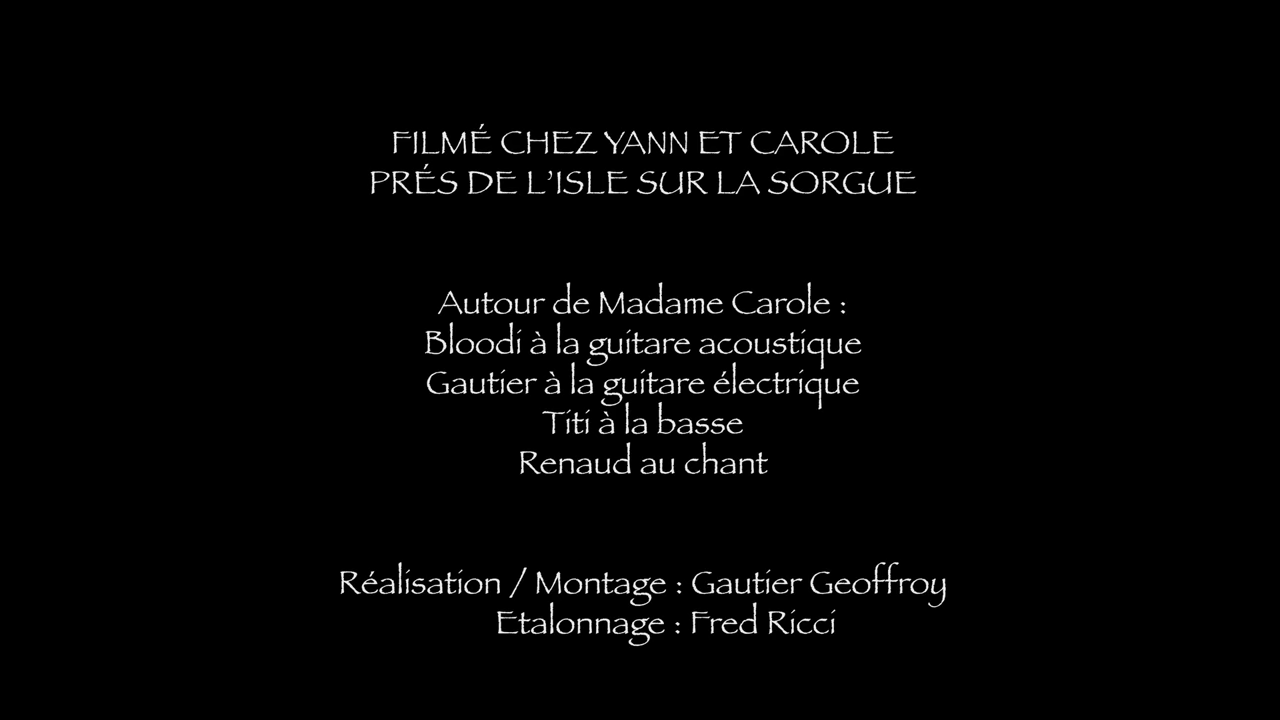 FILMÉ CHEZ YANN ET CAROLE
PRÉS DE L’ISLE SUR LA SORGUE
Autour de Madame Carole :
Bloodi à la guitare acoustique
Gautier à la guitare électrique
Titi à la basse
Renaud au chant
Réalisation / Montage : Gautier Geoffroy
Etalonnage : Fred Ricci